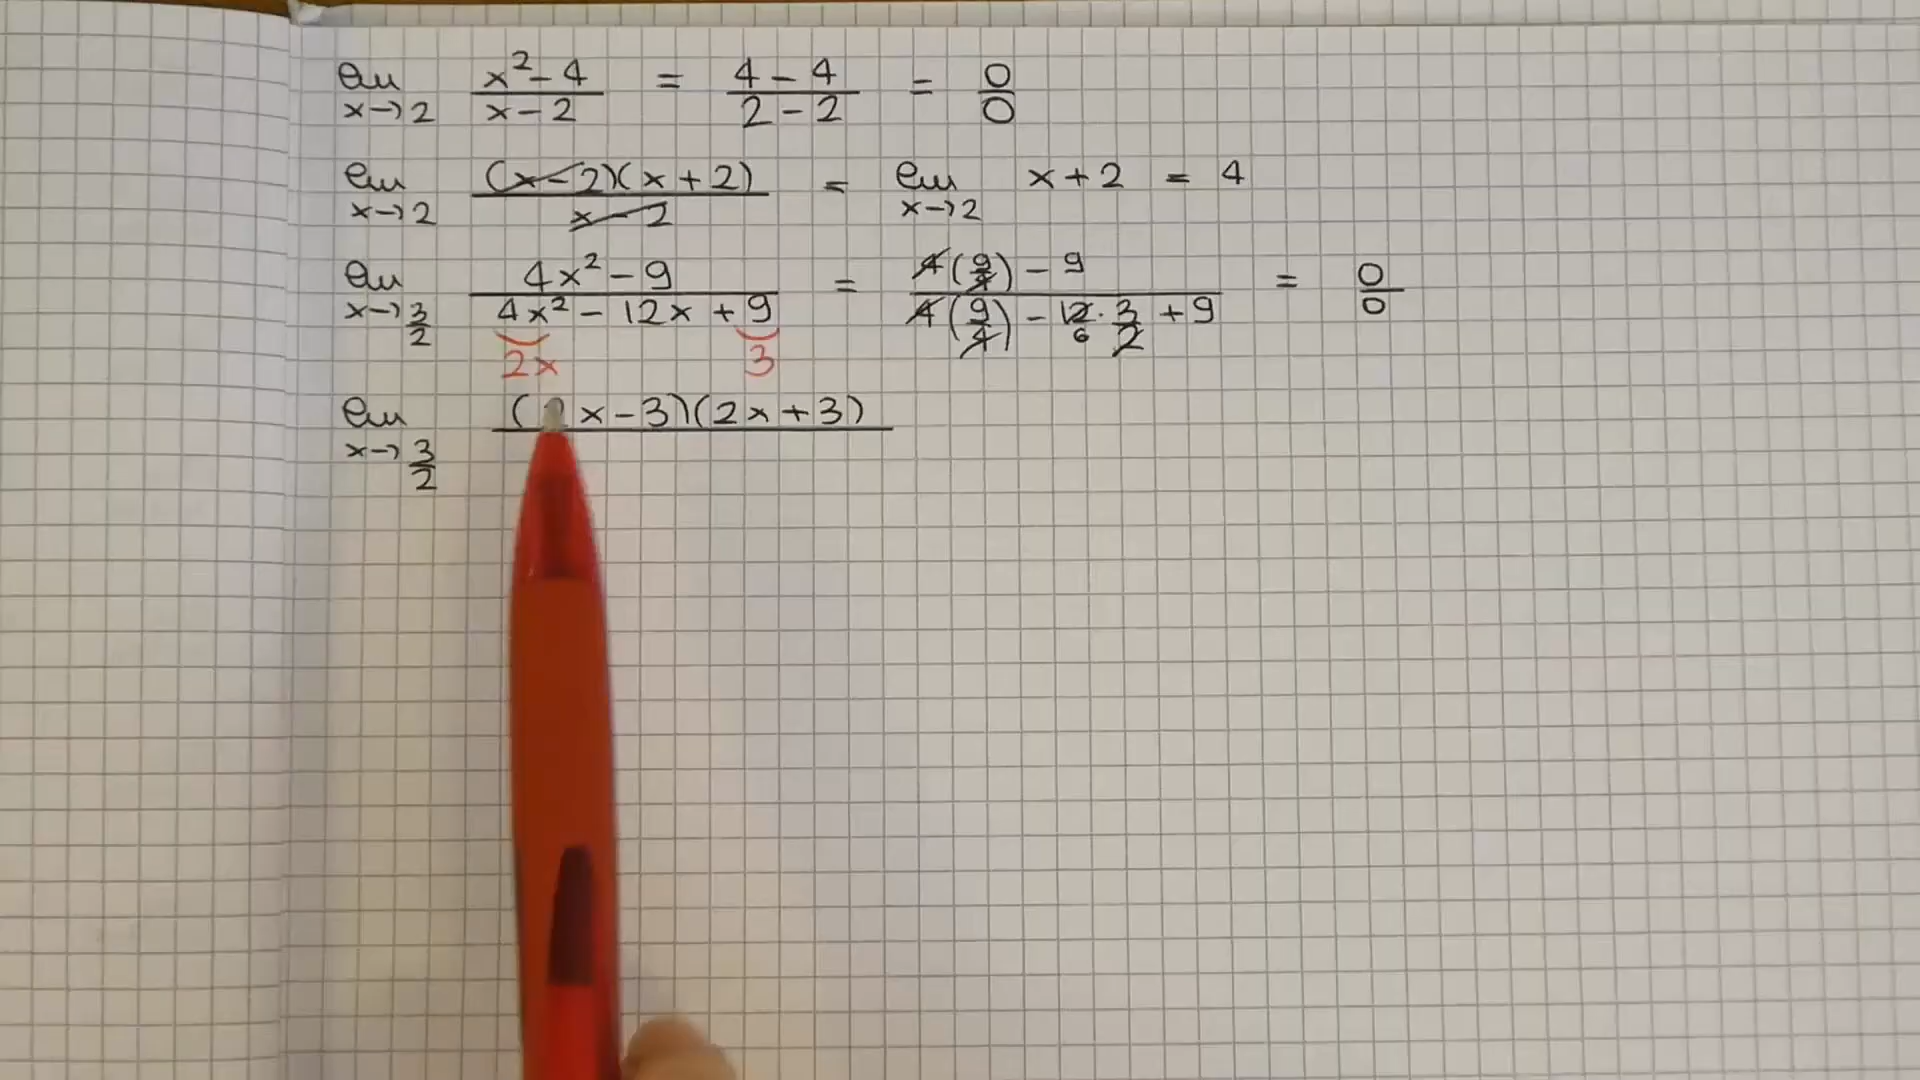 lim x→2 (x² - 4)/(x - 2) = (4 - 4)/(2 - 2) = 0/0
lim x→2 (x - 2)(x + 2)/(x - 2) = lim x→2 x + 2 = 4
lim x→3/2 (4x² - 9)/(4x² - 12x + 9) = (4(9/4) - 9)/(4(9/4) - 12 · 3/2 + 9) = 0/0
6
2x 3
lim x→3/2 (2x - 3)(2x + 3)